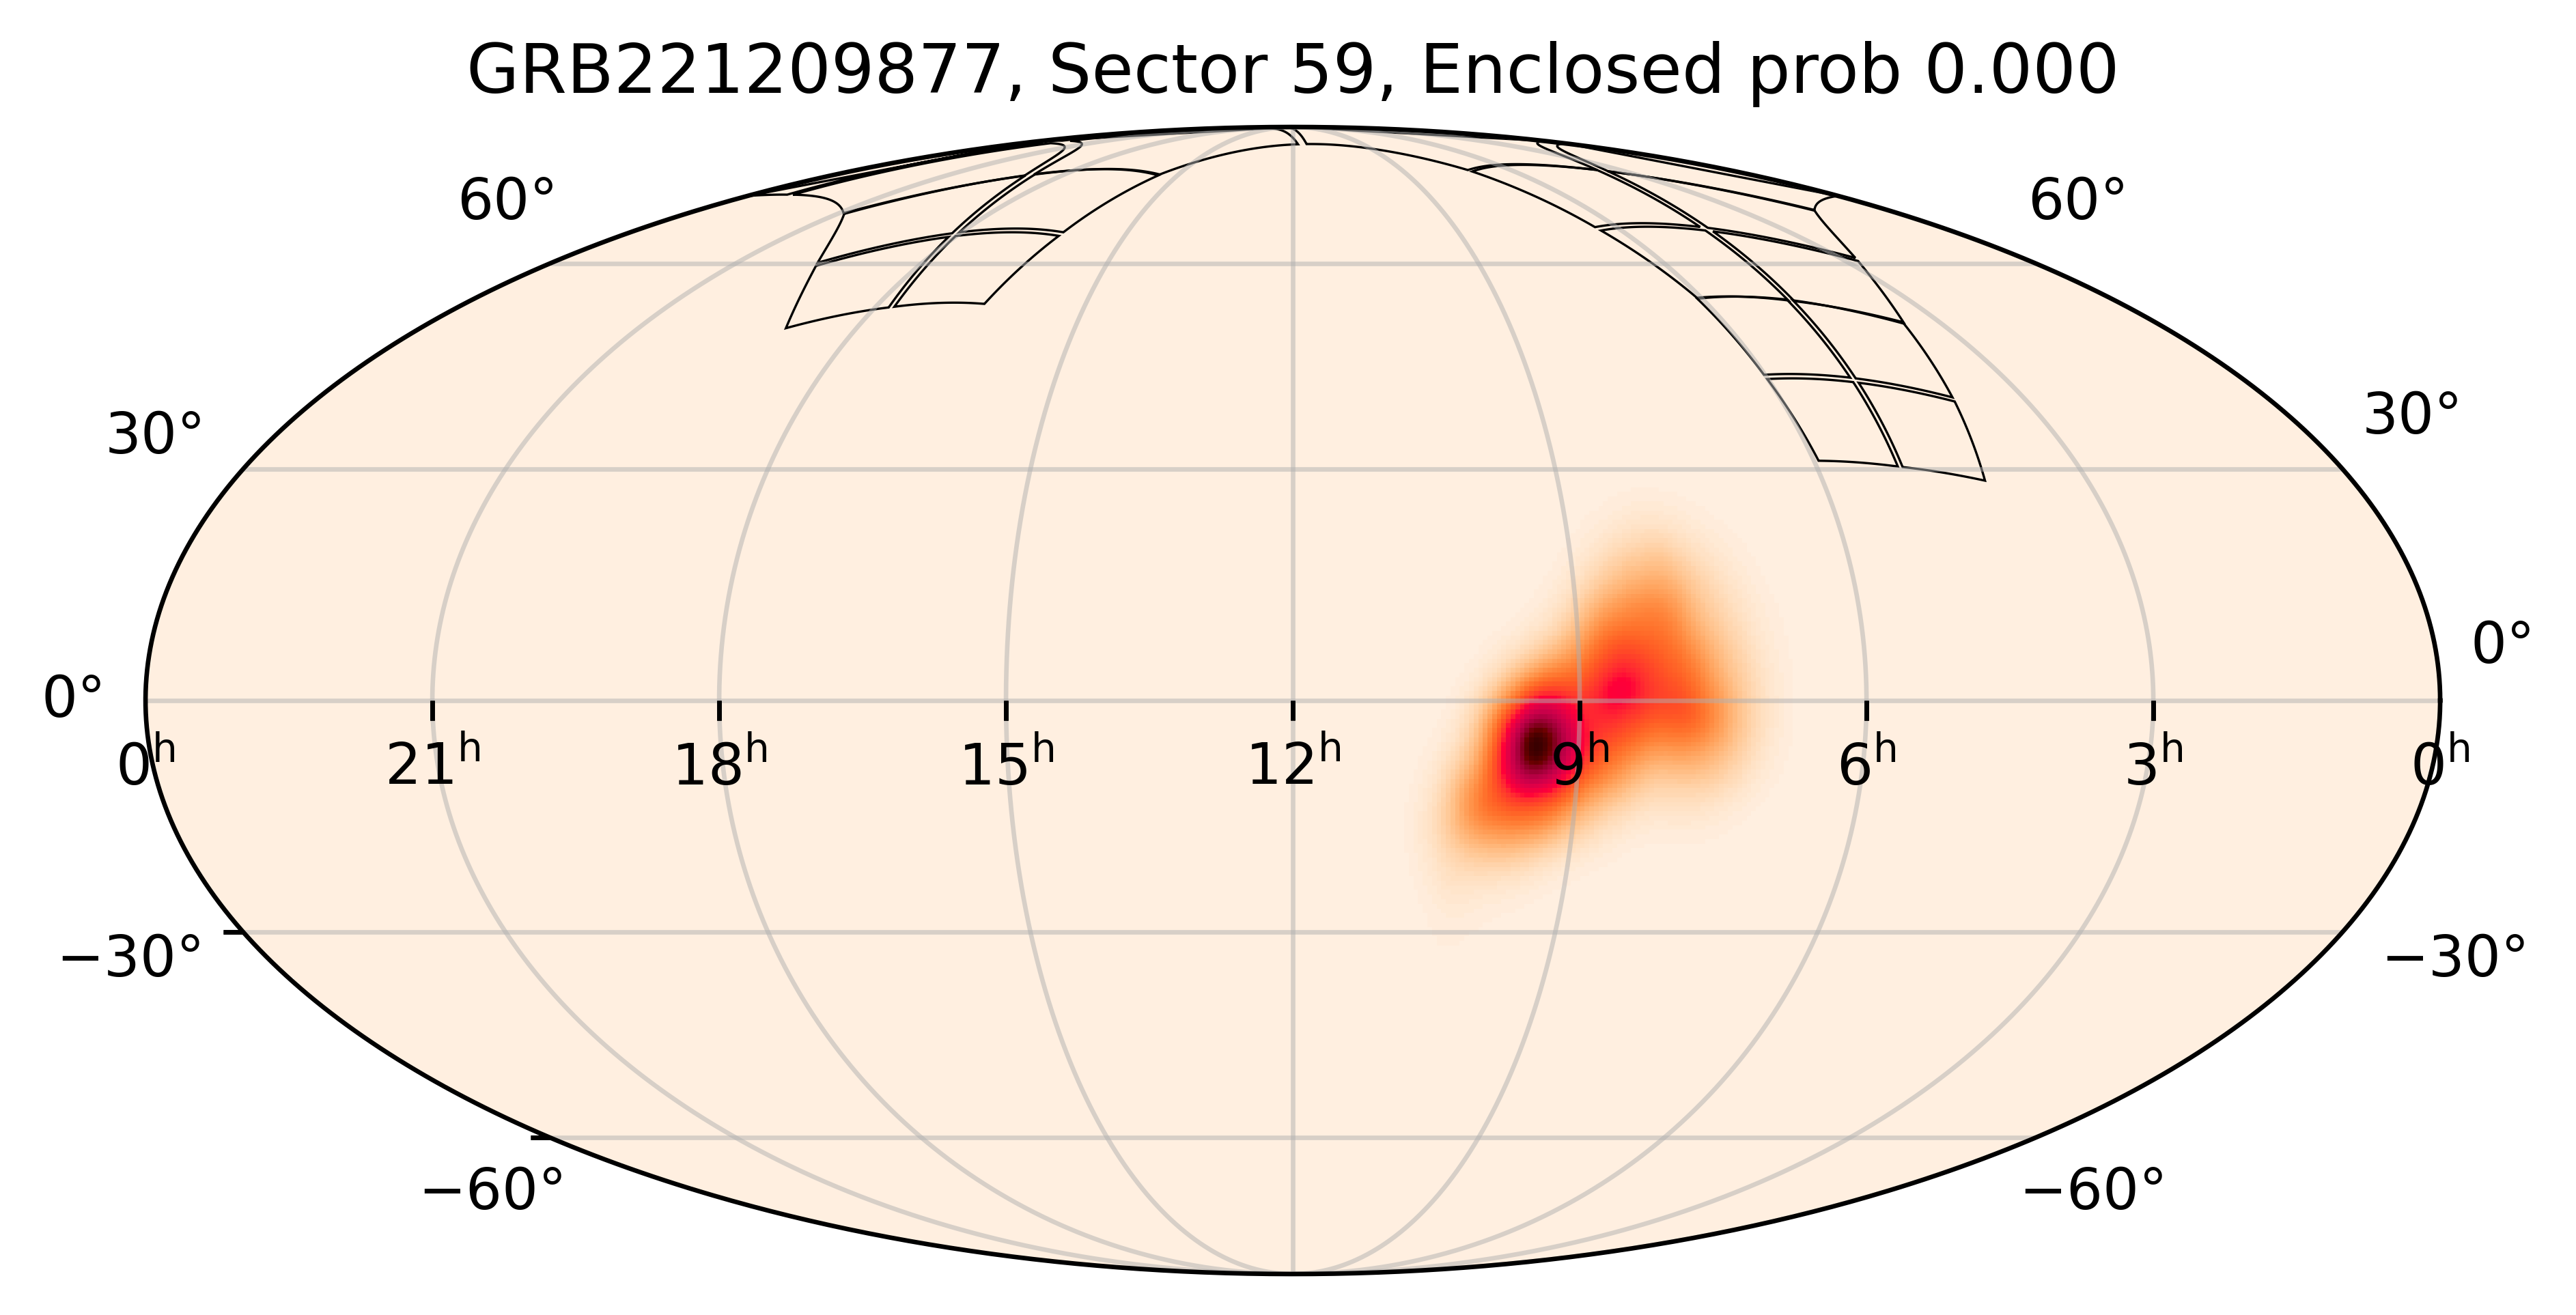 GRB221209877, Sector 59, Enclosed prob 0.000
60° 60°
30° 30°
0° 0°
0h 21h 18h 15h 12h 9h 6h 3h 0h
−30° −30°
−60° −60°